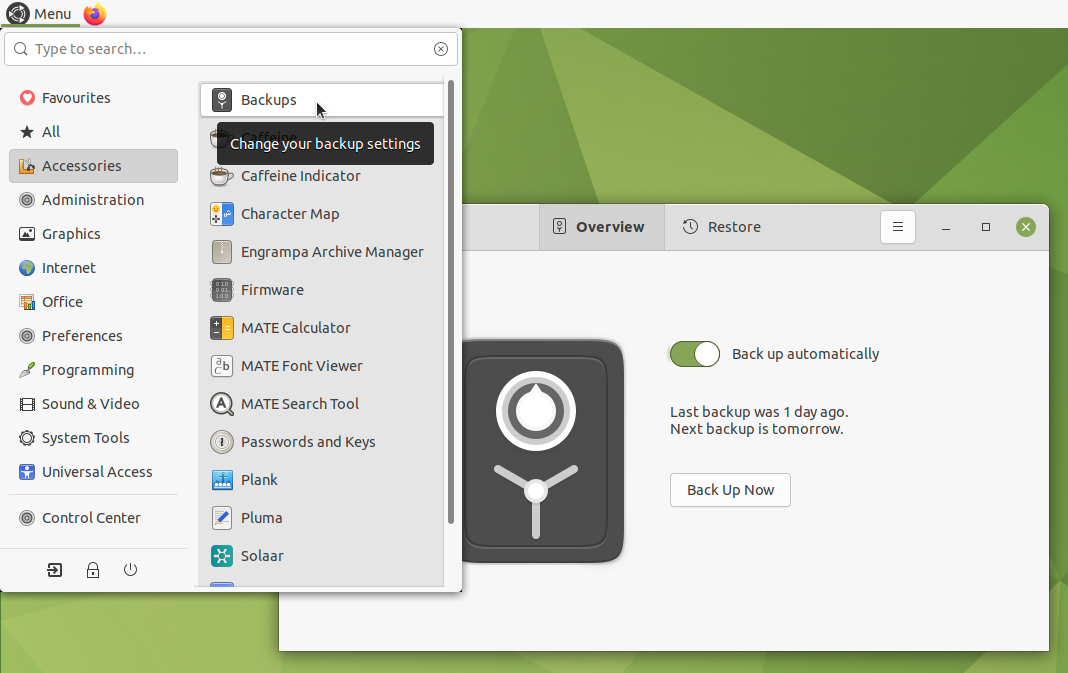 Menu
Type to search...
Favourites
All
Accessories
Administration
Graphics
Internet
Office
Preferences
Programming
Sound & Video
System Tools
Universal Access
Control Center
Backups
Caffeine
Change your backup settings
Caffeine Indicator
Character Map
Engrampa Archive Manager
Firmware
MATE Calculator
MATE Font Viewer
MATE Search Tool
Passwords and Keys
Plank
Pluma
Solaar
Overview
Restore
Back up automatically
Last backup was 1 day ago.
Next backup is tomorrow.
Back Up Now